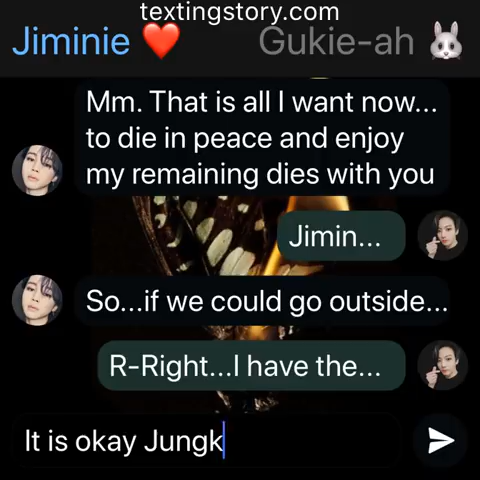 textingstory.com
Jiminie ❤️ Gukie-ah 🐰
Mm. That is all I want now...
to die in peace and enjoy
my remaining dies with you
Jimin...
So...if we could go outside...
R-Right...I have the...
It is okay Jungk